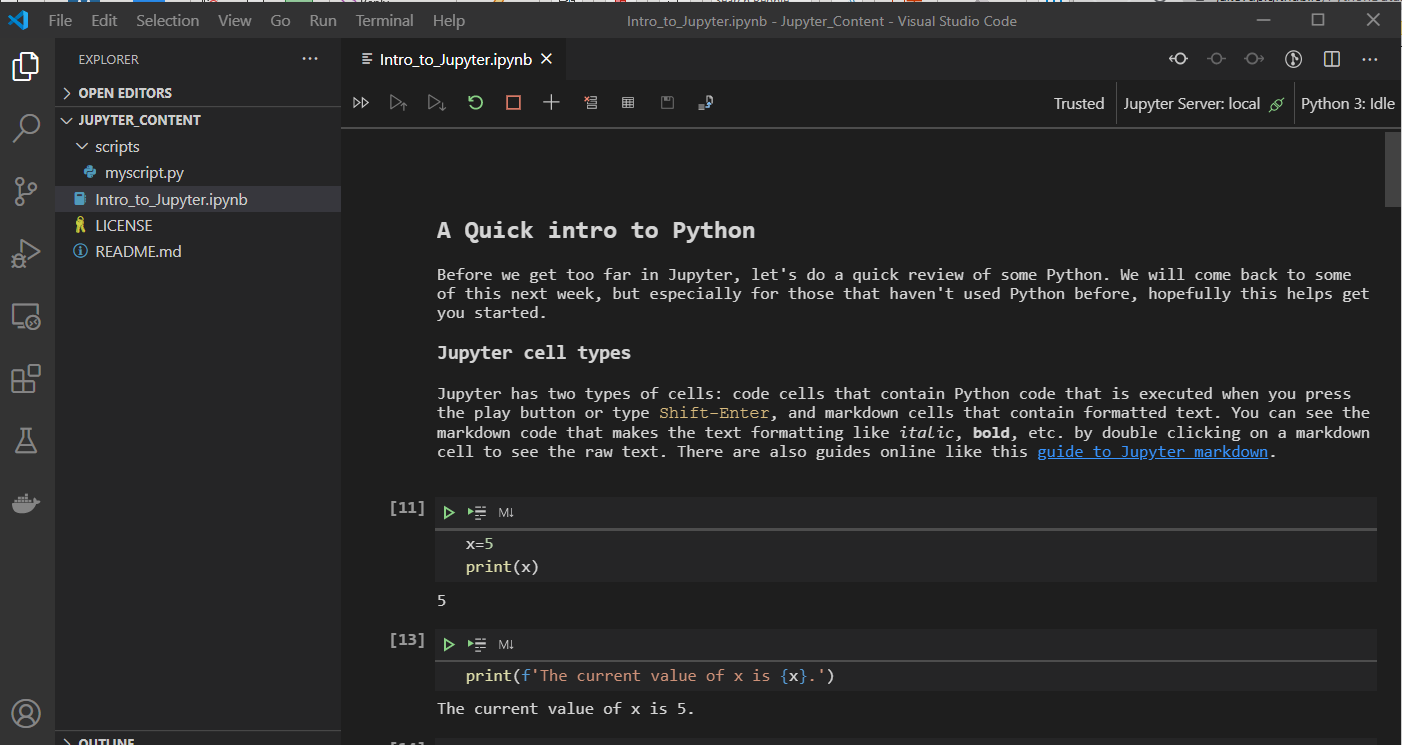 File Edit Selection View Go Run Terminal Help
Intro_to_Jupyter.ipynb - Jupyter_Content - Visual Studio Code
EXPLORER
OPEN EDITORS
JUPYTER_CONTENT
scripts
myscript.py
Intro_to_Jupyter.ipynb
LICENSE
README.md
OUTLINE
Intro_to_Jupyter.ipynb
Trusted
Jupyter Server: local
Python 3: Idle
A Quick intro to Python
Before we get too far in Jupyter, let's do a quick review of some Python. We will come back to some
of this next week, but especially for those that haven't used Python before, hopefully this helps get
you started.
Jupyter cell types
Jupyter has two types of cells: code cells that contain Python code that is executed when you press
the play button or type Shift-Enter, and markdown cells that contain formatted text. You can see the
markdown code that makes the text formatting like italic, bold, etc. by double clicking on a markdown
cell to see the raw text. There are also guides online like this guide to Jupyter markdown.
[11]
M↓
x=5
print(x)
5
[13]
M↓
print(f'The current value of x is {x}.')
The current value of x is 5.